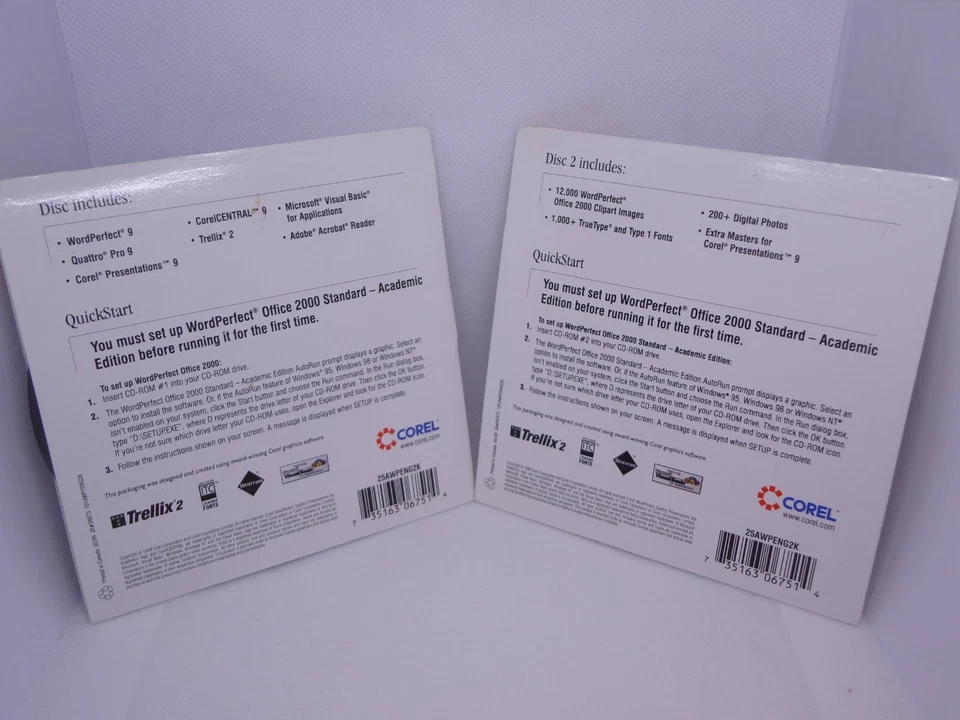 Disc includes:
• WordPerfect® 9
• Quattro® Pro 9
• Corel® Presentations™ 9
• CorelCENTRAL™ 9
• Trellix® 2
• Microsoft® Visual Basic®
for Applications
• Adobe® Acrobat® Reader
QuickStart
You must set up WordPerfect® Office 2000 Standard – Academic
Edition before running it for the first time.
To set up WordPerfect Office 2000:
1. Insert CD-ROM #1 into your CD-ROM drive.
2. The WordPerfect Office 2000 Standard – Academic Edition AutoRun prompt displays a graphic. Select an
option to install the software. Or, if the AutoRun feature of Windows® 95, Windows 98 or Windows NT®
isn't enabled on your system, click the Start button and choose the Run command. In the Run dialog box,
type "D:\SETUP.EXE", where D represents the drive letter of your CD-ROM drive. Then click the OK button.
If you're not sure which drive letter your CD-ROM uses, open the Explorer and look for the CD-ROM icon.
3. Follow the instructions shown on your screen. A message is displayed when SETUP is complete.
This packaging was designed and created using award-winning Corel graphics software.
Trellix® 2
ITC
LICENSED
FONTS
Bitstream
COREL®
www.corel.com
25AWPENG2K
7 35163 06751 4
Printed in Canada
Disc 2 includes:
• 12,000 WordPerfect®
Office 2000 Clipart Images
• 1,000+ TrueType® and Type 1 Fonts
• 200+ Digital Photos
• Extra Masters for
Corel® Presentations™ 9
QuickStart
You must set up WordPerfect® Office 2000 Standard – Academic
Edition before running it for the first time.
To set up WordPerfect Office 2000 Standard – Academic Edition:
1. Insert CD-ROM #2 into your CD-ROM drive.
2. The WordPerfect Office 2000 Standard – Academic Edition AutoRun prompt displays a graphic. Select an
option to install the software. Or, if the AutoRun feature of Windows® 95, Windows 98 or Windows NT®
isn't enabled on your system, click the Start button and choose the Run command. In the Run dialog box,
type "D:\SETUP.EXE", where D represents the drive letter of your CD-ROM drive. Then click the OK button.
If you're not sure which drive letter your CD-ROM uses, open the Explorer and look for the CD-ROM icon.
3. Follow the instructions shown on your screen. A message is displayed when SETUP is complete.
This packaging was designed and created using award-winning Corel graphics software.
Trellix® 2
ITC
LICENSED
FONTS
Bitstream
COREL®
www.corel.com
25AWPENG2K
7 35163 06751 4